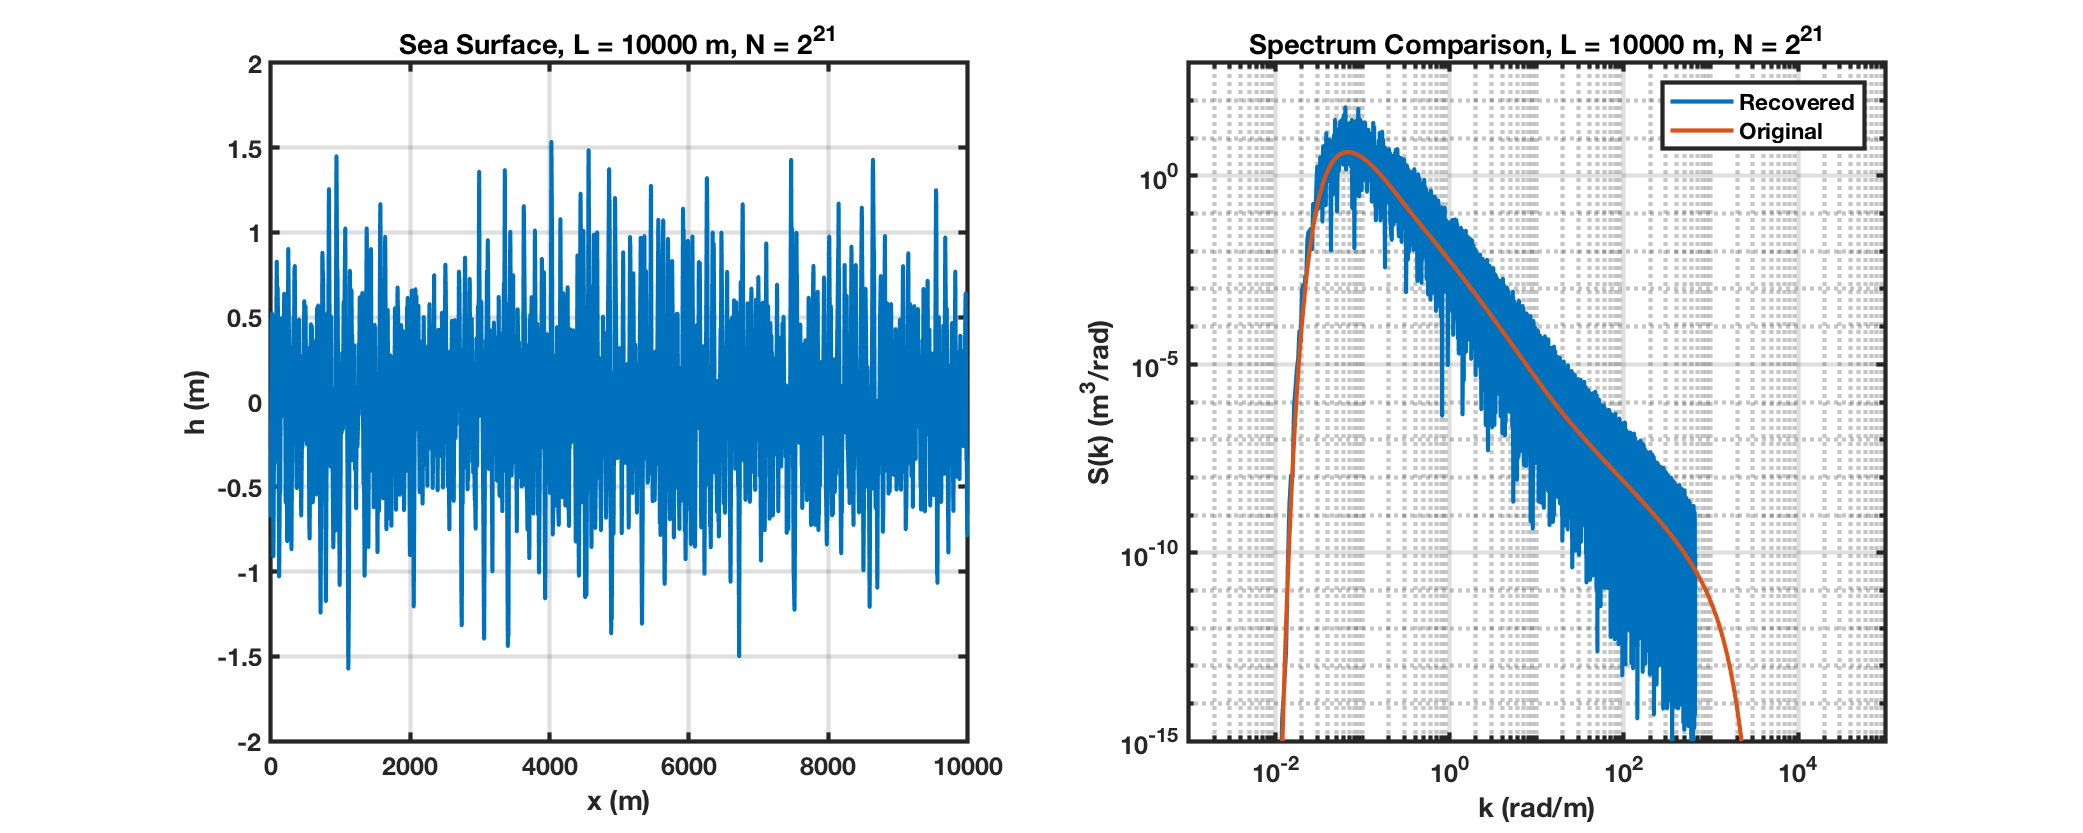 Sea Surface, L = 10000 m, N = 2^21
2
1.5
1
0.5
0
-0.5
-1
-1.5
-2
h (m)
0 2000 4000 6000 8000 10000
x (m)
Spectrum Comparison, L = 10000 m, N = 2^21
Recovered
Original
10^0
10^-5
10^-10
10^-15
S(k) (m^3/rad)
10^-2 10^0 10^2 10^4
k (rad/m)